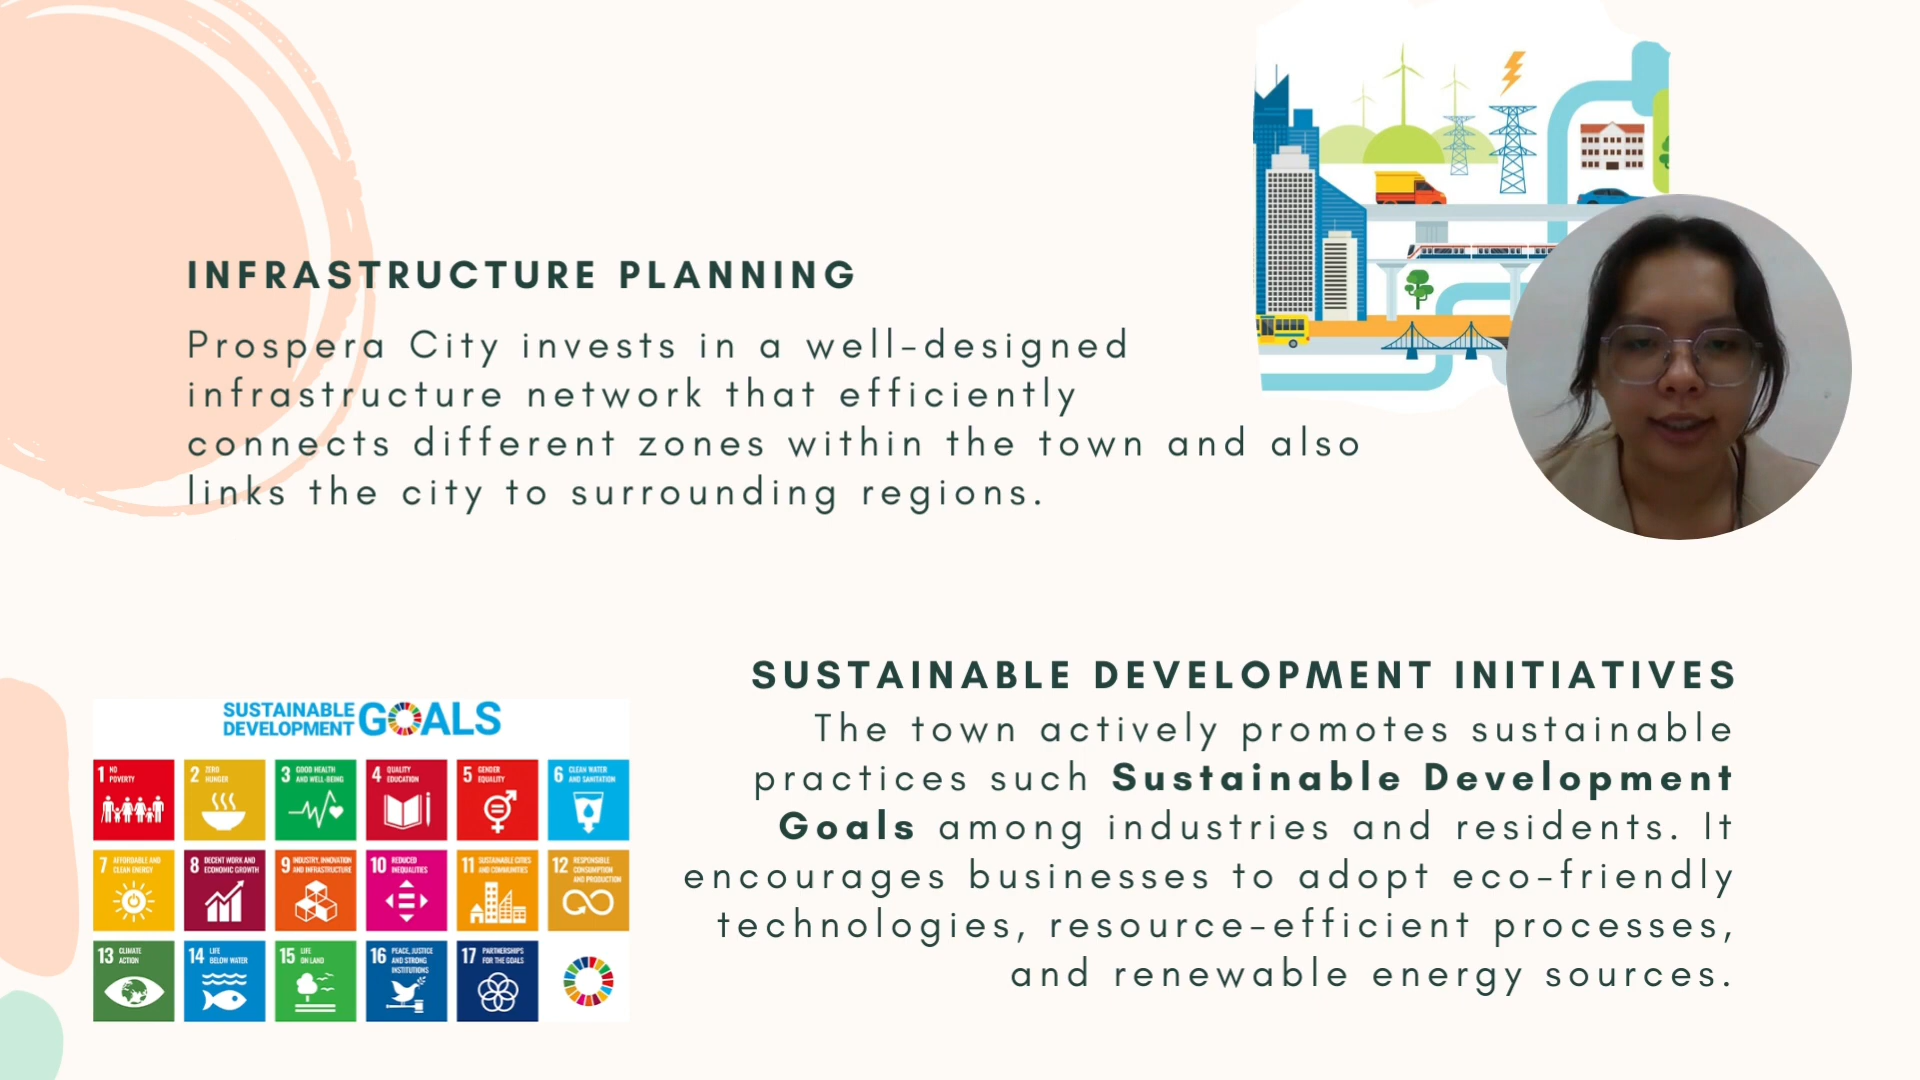 INFRASTRUCTURE PLANNING
Prospera City invests in a well-designed
infrastructure network that efficiently
connects different zones within the town and also
links the city to surrounding regions.
SUSTAINABLE DEVELOPMENT INITIATIVES
The town actively promotes sustainable
practices such Sustainable Development
Goals among industries and residents. It
encourages businesses to adopt eco-friendly
technologies, resource-efficient processes,
and renewable energy sources.
SUSTAINABLE
DEVELOPMENT GOALS
1 NO
POVERTY
2 ZERO
HUNGER
3 GOOD HEALTH
AND WELL-BEING
4 QUALITY
EDUCATION
5 GENDER
EQUALITY
6 CLEAN WATER
AND SANITATION
7 AFFORDABLE AND
CLEAN ENERGY
8 DECENT WORK AND
ECONOMIC GROWTH
9 INDUSTRY, INNOVATION
AND INFRASTRUCTURE
10 REDUCED
INEQUALITIES
11 SUSTAINABLE CITIES
AND COMMUNITIES
12 RESPONSIBLE
CONSUMPTION
AND PRODUCTION
13 CLIMATE
ACTION
14 LIFE
BELOW WATER
15 LIFE
ON LAND
16 PEACE, JUSTICE
AND STRONG
INSTITUTIONS
17 PARTNERSHIPS
FOR THE GOALS